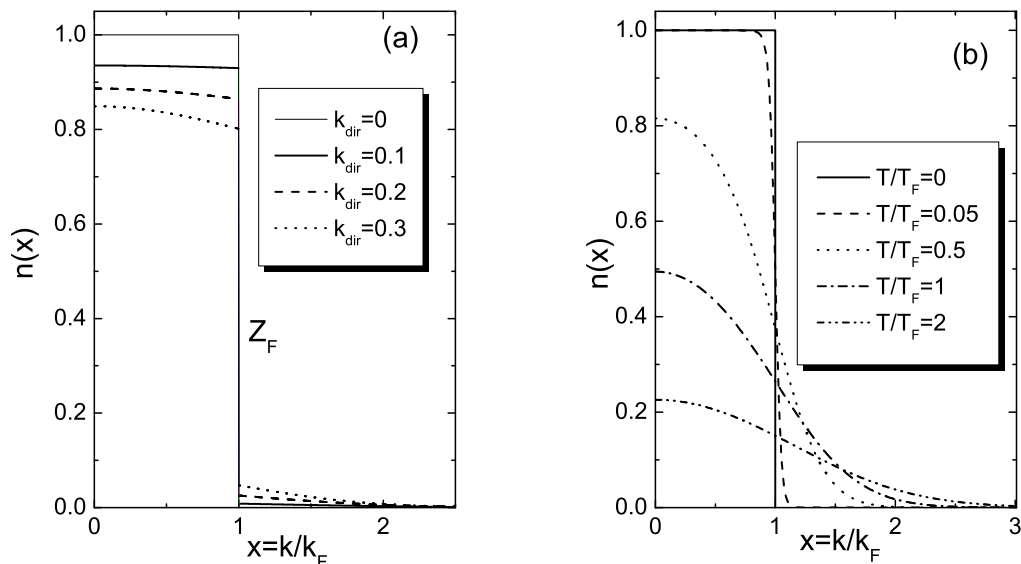 (a)
1.0
0.8
0.6
0.4
0.2
0.0
n(x)
k_dir=0
k_dir=0.1
k_dir=0.2
k_dir=0.3
Z_F
0 1 2
x=k/k_F
(b)
1.0
0.8
0.6
0.4
0.2
0.0
n(x)
T/T_F=0
T/T_F=0.05
T/T_F=0.5
T/T_F=1
T/T_F=2
0 1 2 3
x=k/k_F